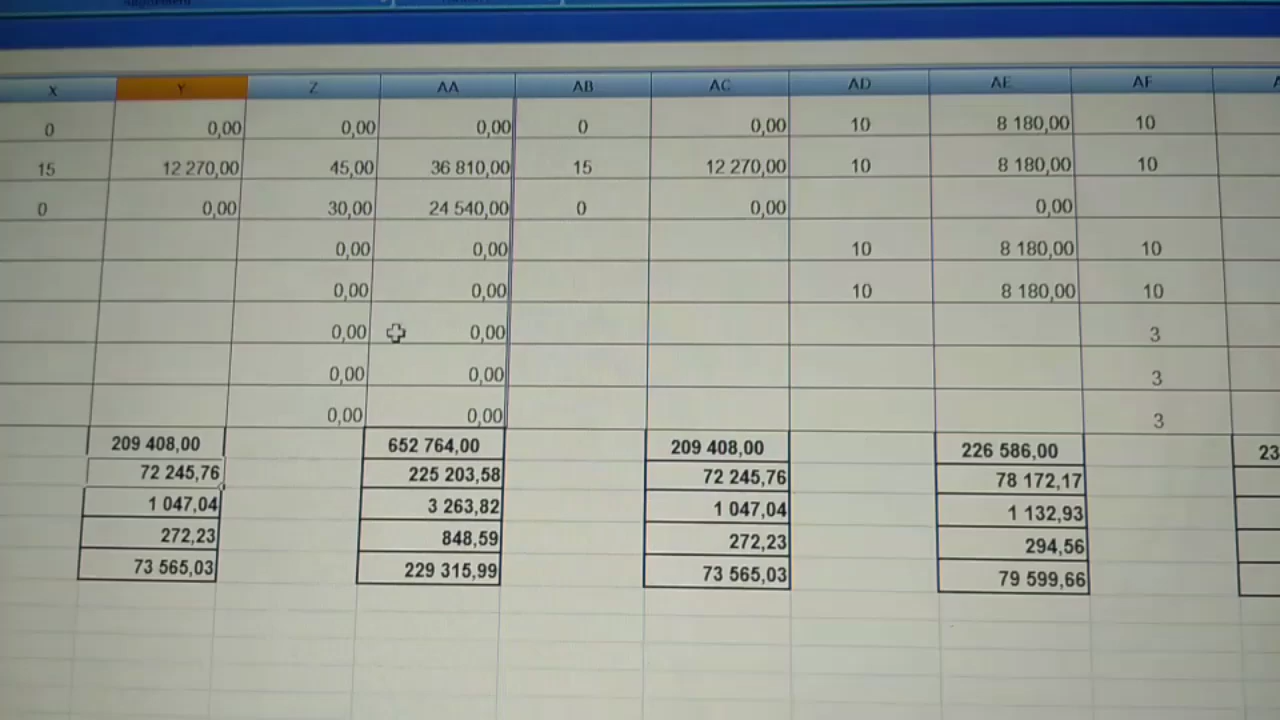 X Y Z AA AB AC AD AE AF
0 0,00 0,00 0,00 0 0,00 10 8 180,00 10
15 12 270,00 45,00 36 810,00 15 12 270,00 10 8 180,00 10
0 0,00 30,00 24 540,00 0 0,00 0,00
0,00 0,00 10 8 180,00 10
0,00 0,00 10 8 180,00 10
0,00 0,00 3
0,00 0,00 3
0,00 0,00 3
209 408,00 652 764,00 209 408,00 226 586,00 23
72 245,76 225 203,58 72 245,76 78 172,17
1 047,04 3 263,82 1 047,04 1 132,93
272,23 848,59 272,23 294,56
73 565,03 229 315,99 73 565,03 79 599,66